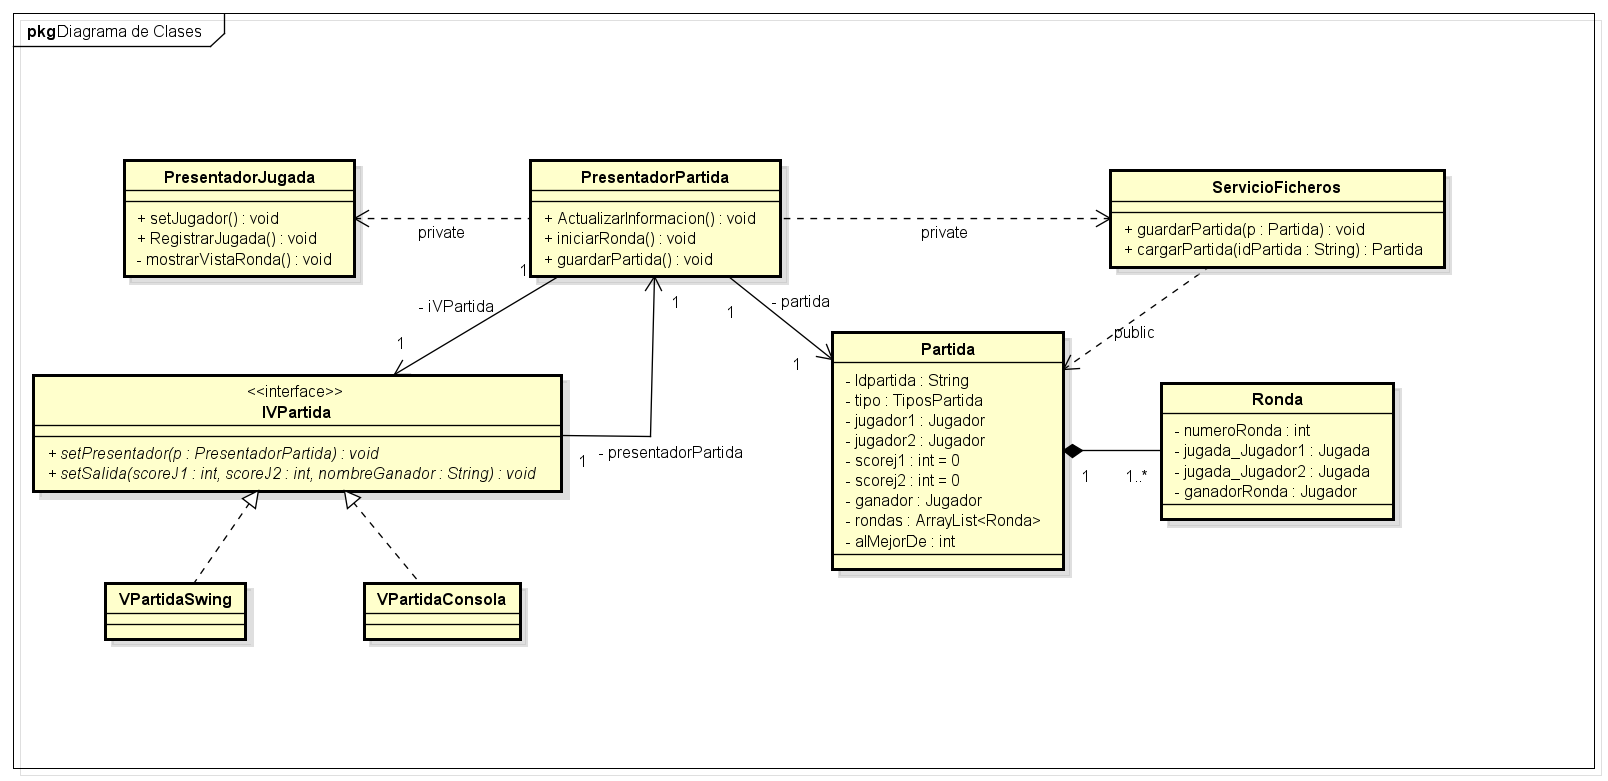 pkg Diagrama de Clases
PresentadorJugada
+ setJugador() : void
+ RegistrarJugada() : void
- mostrarVistaRonda() : void
private
PresentadorPartida
+ ActualizarInformacion() : void
+ iniciarRonda() : void
+ guardarPartida() : void
private
ServicioFicheros
+ guardarPartida(p : Partida) : void
+ cargarPartida(idPartida : String) : Partida
1
- iVPartida
1
1
- partida
1
1
public
<<interface>>
IVPartida
+ setPresentador(p : PresentadorPartida) : void
+ setSalida(scoreJ1 : int, scoreJ2 : int, nombreGanador : String) : void
1
- presentadorPartida
Partida
- Idpartida : String
- tipo : TiposPartida
- jugador1 : Jugador
- jugador2 : Jugador
- scorej1 : int = 0
- scorej2 : int = 0
- ganador : Jugador
- rondas : ArrayList<Ronda>
- alMejorDe : int
1
1..*
Ronda
- numeroRonda : int
- jugada_Jugador1 : Jugada
- jugada_Jugador2 : Jugada
- ganadorRonda : Jugador
VPartidaSwing
VPartidaConsola